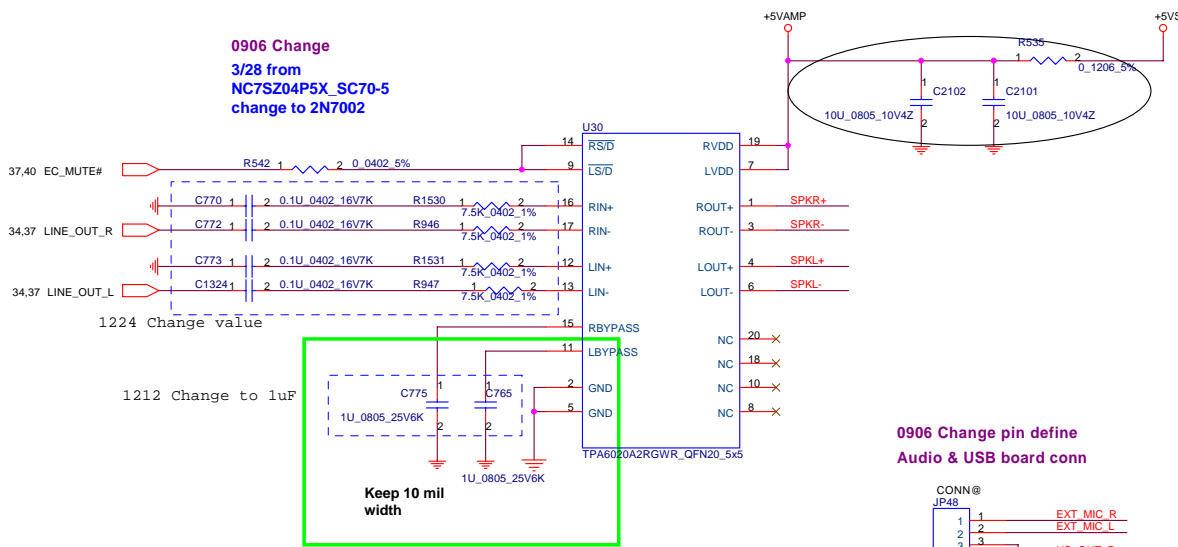 +5VAMP
+5VS
0906 Change
3/28 from
NC7SZ04P5X_SC70-5
change to 2N7002
R535
1
2
0_1206_5%
1
C2102
10U_0805_10V4Z
2
1
C2101
10U_0805_10V4Z
2
U30
14
RS/D
RVDD
19
37,40 EC_MUTE#
R542
1
2
0_0402_5%
9
LS/D
LVDD
7
C770
1
2
0.1U_0402_16V7K
R1530
1
2
7.5K_0402_1%
16
RIN+
ROUT+
1
SPKR+
34,37 LINE_OUT_R
C772
1
2
0.1U_0402_16V7K
R946
1
2
7.5K_0402_1%
17
RIN-
ROUT-
3
SPKR-
C773
1
2
0.1U_0402_16V7K
R1531
1
2
7.5K_0402_1%
12
LIN+
LOUT+
4
SPKL+
34,37 LINE_OUT_L
C1324
1
2
0.1U_0402_16V7K
R947
1
2
7.5K_0402_1%
13
LIN-
LOUT-
6
SPKL-
1224 Change value
15
RBYPASS
NC
20
11
LBYPASS
NC
18
1212 Change to 1uF
1
C775
1U_0805_25V6K
2
1
C765
2
1U_0805_25V6K
2
GND
NC
10
5
GND
NC
8
TPA6020A2RGWR_QFN20_5x5
Keep 10 mil
width
0906 Change pin define
Audio & USB board conn
CONN@
JP48
1
1
EXT_MIC_R
2
2
EXT_MIC_L
3
3